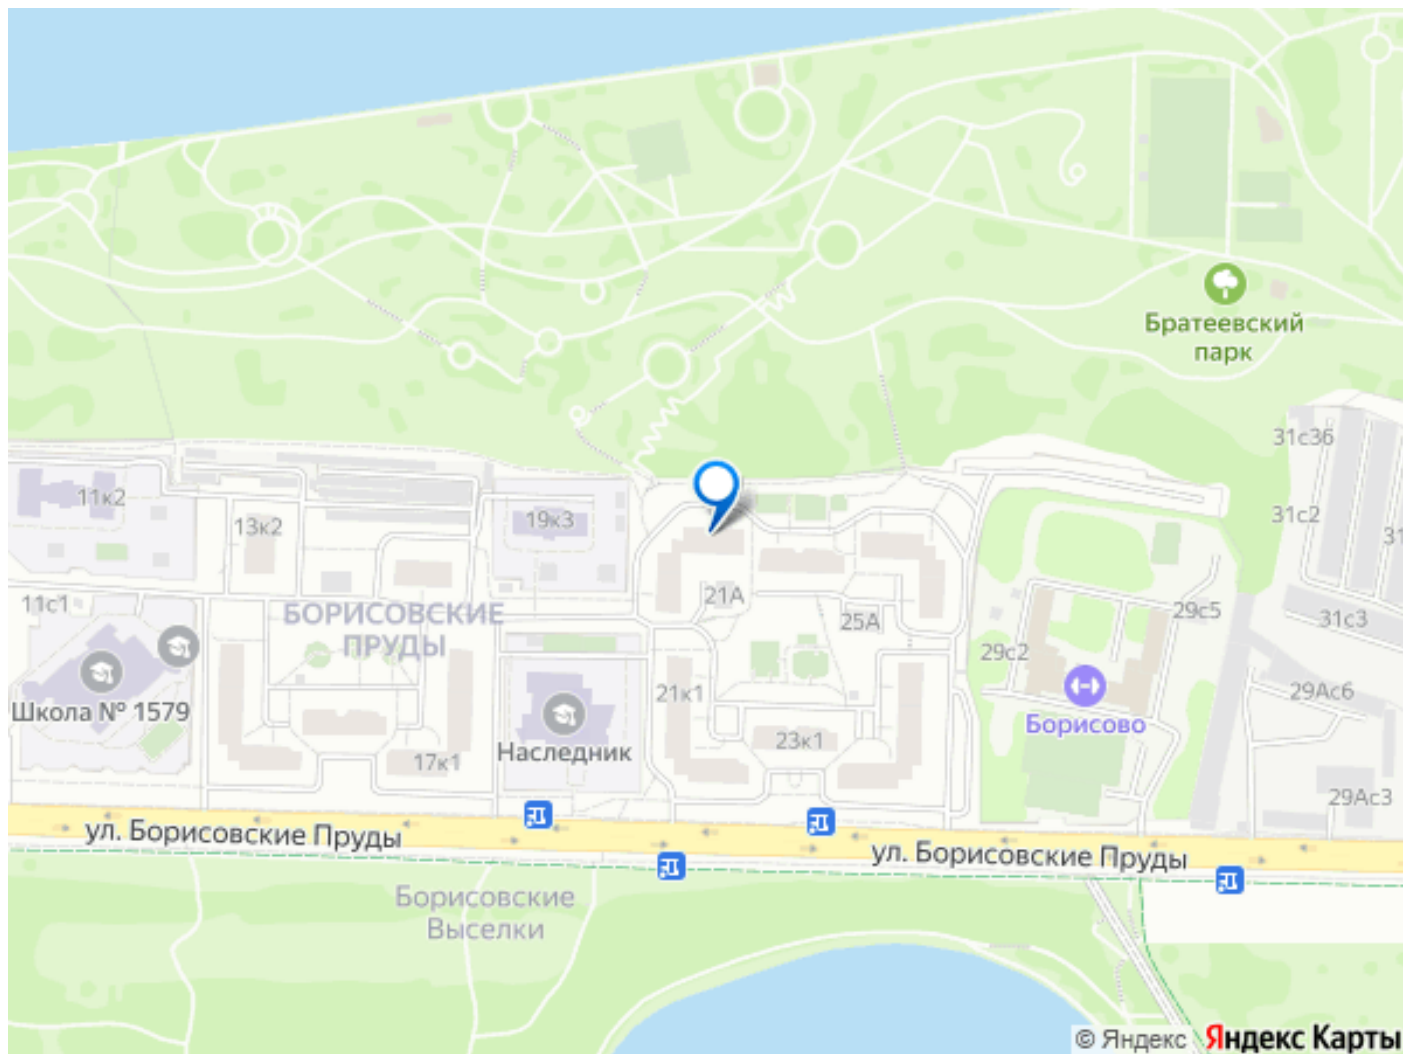 Братеевский
парк
31с36
11к2
19к3
31с2
13к2
31
21А
11с1
БОРИСОВСКИЕ
ПРУДЫ
25А
29с5
31с3
29с2
21к1
29Ас6
Школа № 1579
Борисово
23к1
Наследник
17к1
29Ас3
ул. Борисовские Пруды
ул. Борисовские Пруды
Борисовские
Выселки
© Яндекс Яндекс Карты